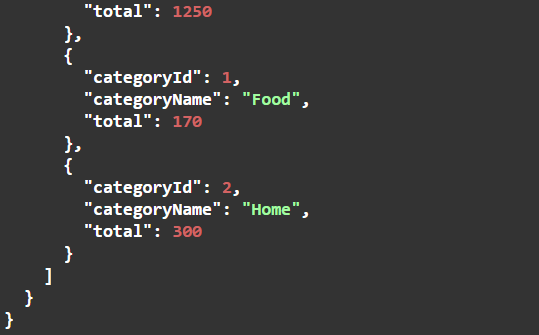 "total": 1250
      },
      {
        "categoryId": 1,
        "categoryName": "Food",
        "total": 170
      },
      {
        "categoryId": 2,
        "categoryName": "Home",
        "total": 300
      }
    ]
  }
}